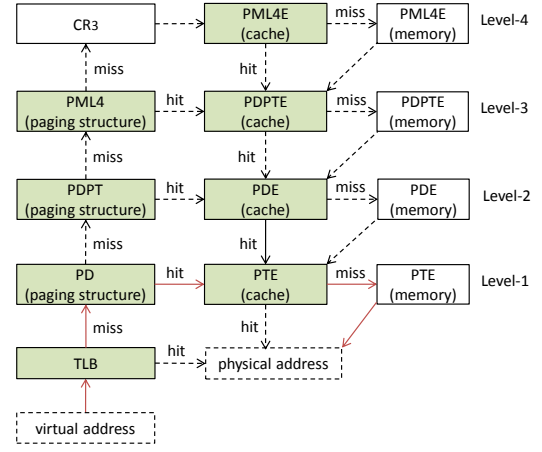 CR3
PML4E
(cache)
miss
PML4E
(memory)
Level-4
miss
hit
PML4
(paging structure)
hit
PDPTE
(cache)
miss
PDPTE
(memory)
Level-3
miss
hit
PDPT
(paging structure)
hit
PDE
(cache)
miss
PDE
(memory)
Level-2
miss
hit
PD
(paging structure)
hit
PTE
(cache)
miss
PTE
(memory)
Level-1
miss
hit
TLB
hit
physical address
virtual address